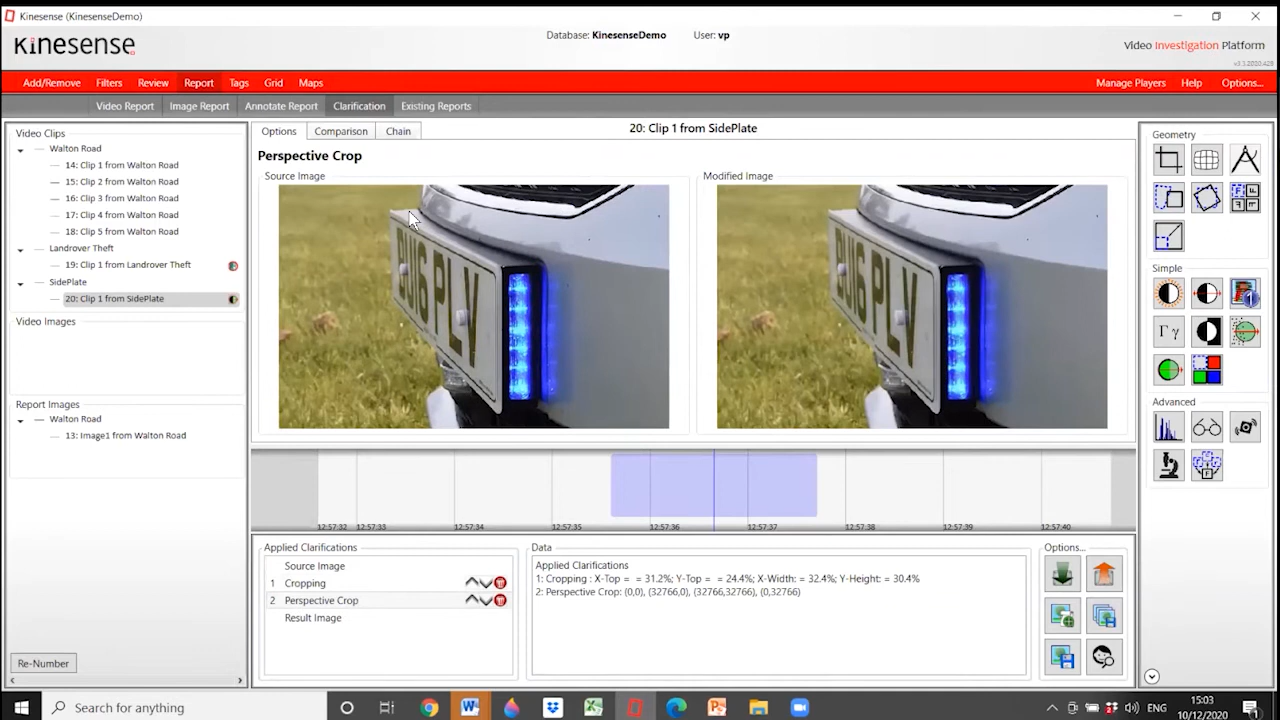 Kinesense (KinesenseDemo)
Kinesense
Database: KinesenseDemo User: vp
Video Investigation Platform
v3.1.2020.428
Add/Remove Filters Review Report Tags Grid Maps Manage Players Help Options...
Video Report Image Report Annotate Report Clarification Existing Reports
Video Clips
Walton Road
14: Clip 1 from Walton Road
15: Clip 2 from Walton Road
16: Clip 3 from Walton Road
17: Clip 4 from Walton Road
18: Clip 5 from Walton Road
Landrover Theft
19: Clip 1 from Landrover Theft
SidePlate
20: Clip 1 from SidePlate
Video Images
Report Images
Walton Road
13: Image1 from Walton Road
Re-Number
Options Comparison Chain 20: Clip 1 from SidePlate
Perspective Crop
Source Image Modified Image
BU16 PLV BU16 PLV
12:57:32 12:57:33 12:57:34 12:57:35 12:57:36 12:57:37 12:57:38 12:57:39 12:57:40
Applied Clarifications
Source Image
1 Cropping
2 Perspective Crop
Result Image
Data
Applied Clarifications
1: Cropping : X-Top = = 31.2%; Y-Top = = 24.4%; X-Width: = 32.4%; Y-Height: = 30.4%
2: Perspective Crop: (0,0), (32766,0), (32766,32766), (0,32766)
Options...
Geometry
Simple
Γ γ
Advanced
Search for anything
15:03
10/12/2020